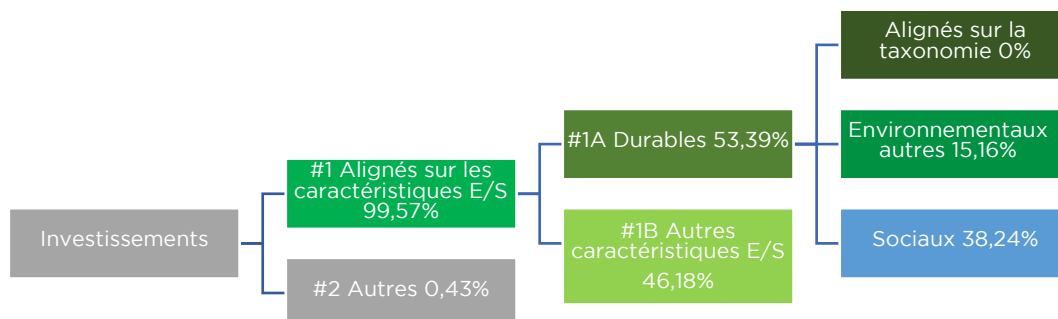 Investissements
#1 Alignés sur les
caractéristiques E/S
99,57%
#2 Autres 0,43%
#1A Durables 53,39%
#1B Autres
caractéristiques E/S
46,18%
Alignés sur la
taxonomie 0%
Environnementaux
autres 15,16%
Sociaux 38,24%